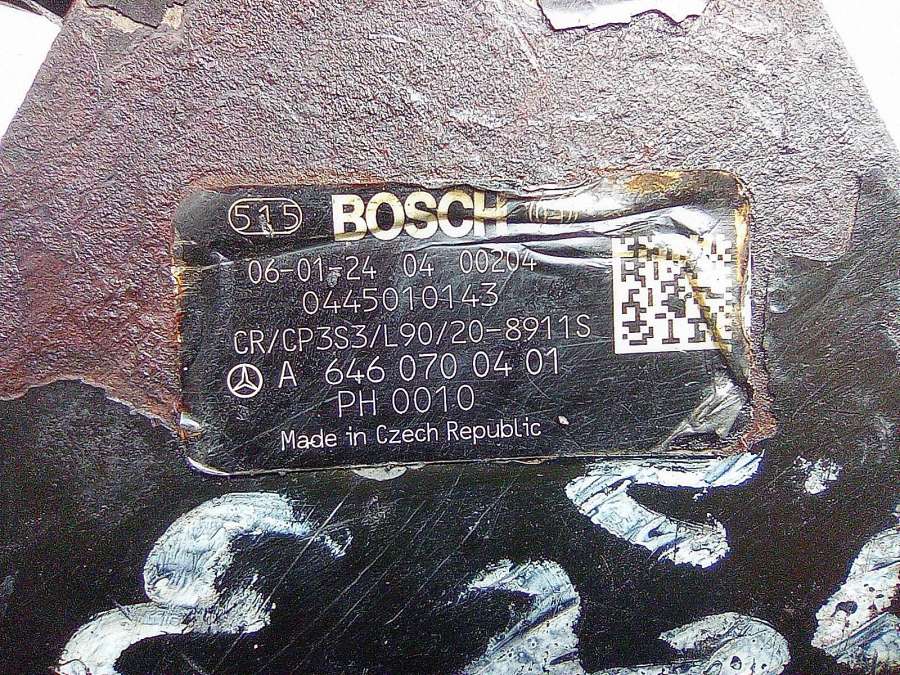 515 BOSCH
06-01-24 04 00204
0445010143
CR/CP3S3/L90/20-8911S
A 646 070 04 01
PH 0010
Made in Czech Republic